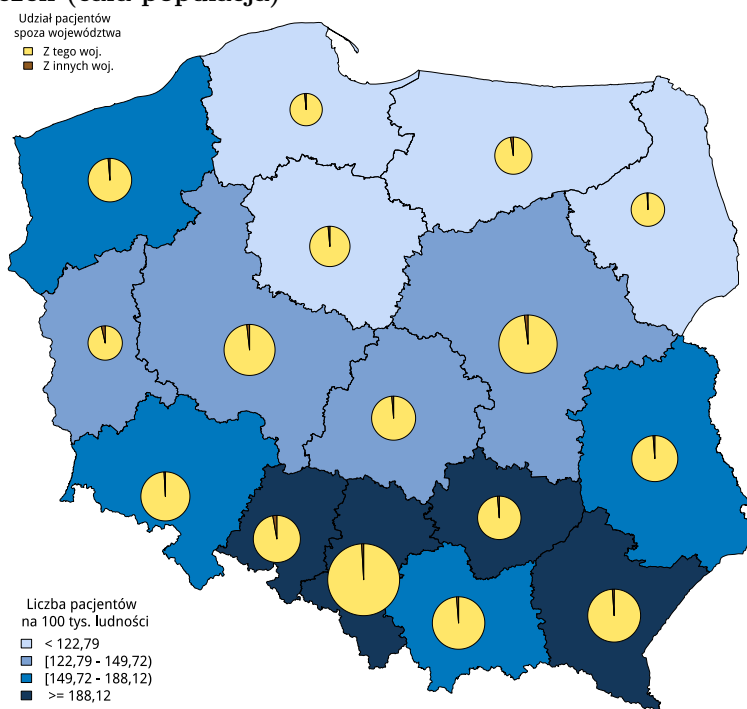 Udział pacjentów
spoza województwa
Z tego woj.
Z innych woj.
Liczba pacjentów
na 100 tys. ludności
< 122,79
[122,79 - 149,72)
[149,72 - 188,12)
>= 188,12